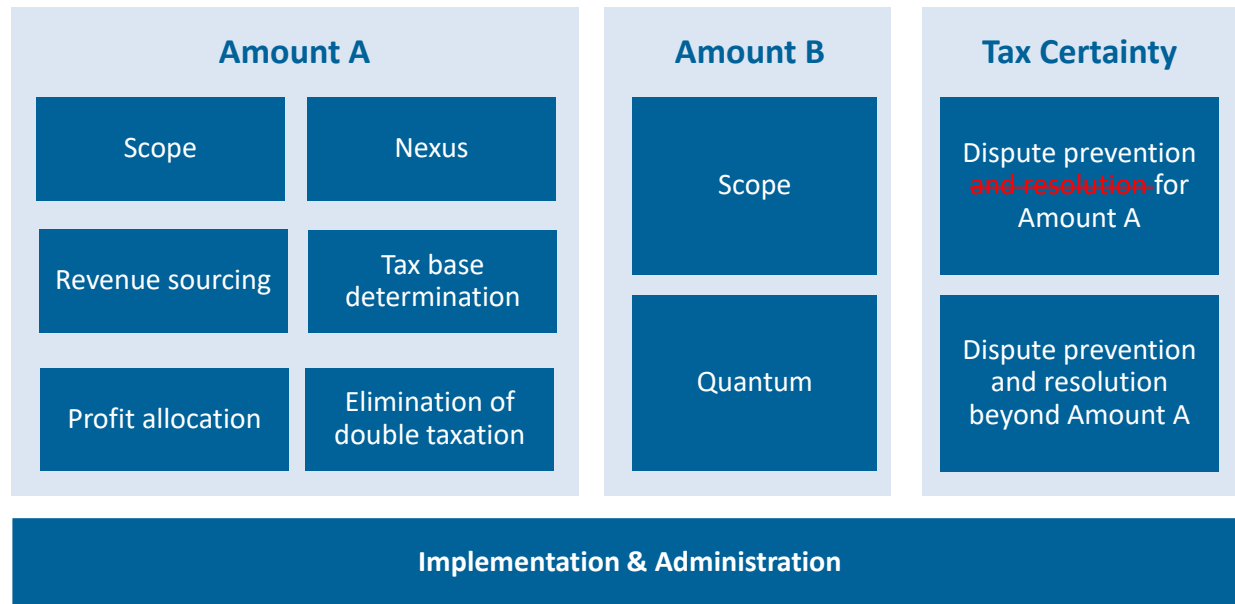 Amount A
Scope
Nexus
Revenue sourcing
Tax base
determination
Profit allocation
Elimination of
double taxation
Amount B
Scope
Quantum
Tax Certainty
Dispute prevention
and resolution for
Amount A
Dispute prevention
and resolution
beyond Amount A
Implementation & Administration